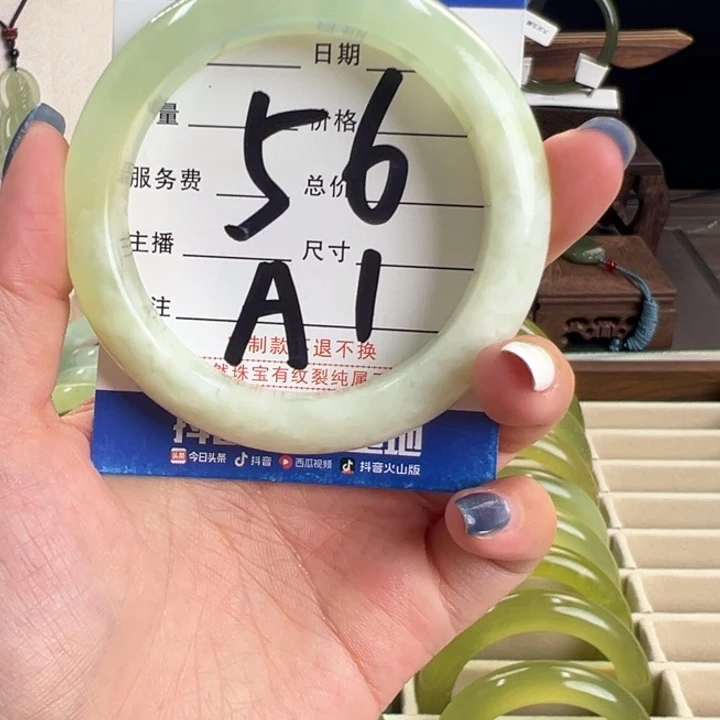 日期
量 价格
服务费 总价
主播 尺寸
注
56
A1
制款 退不换
然珠宝有纹裂纯属
今日头条 抖音 西瓜视频 抖音火山版